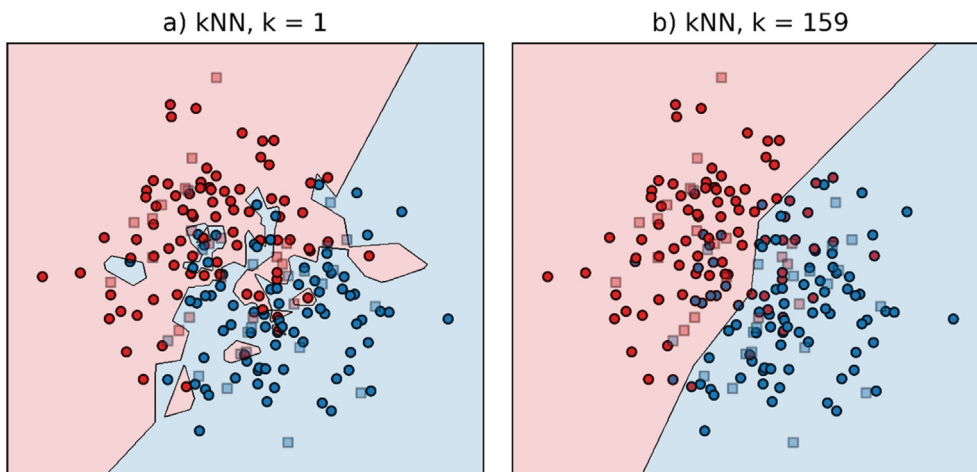 a) kNN, k = 1
b) kNN, k = 159